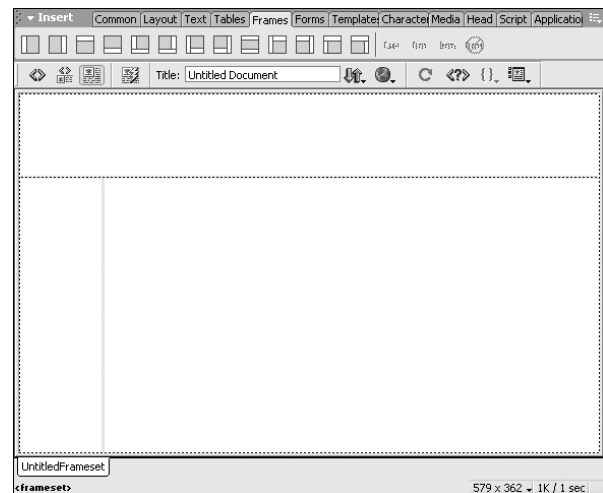 Insert Common Layout Text Tables Frames Forms Templates Character Media Head Script Applicatio
Title: Untitled Document
UntitledFrameset
<frameset> 579 x 362 1K / 1 sec